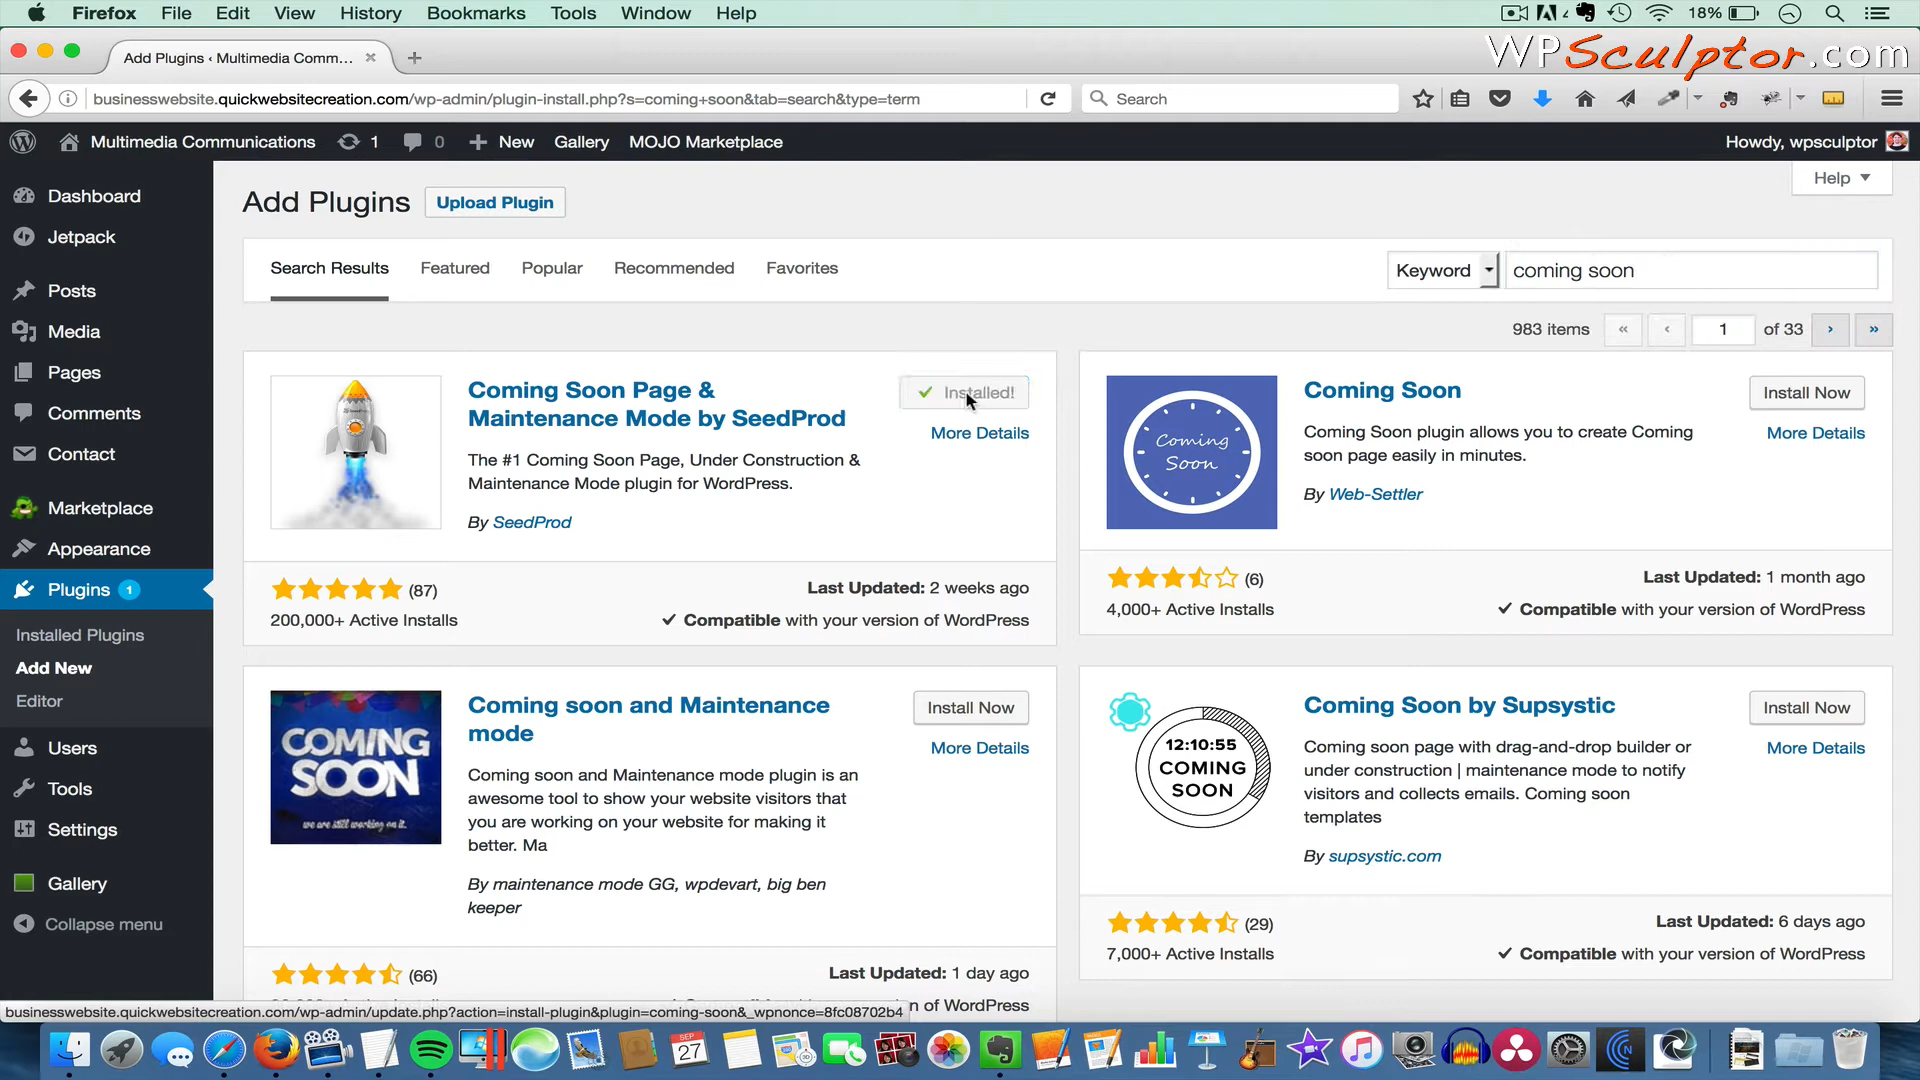 Firefox File Edit View History Bookmarks Tools Window Help 18%
WPSculptor.com
Add Plugins ‹ Multimedia Comm...
businesswebsite.quickwebsitecreation.com/wp-admin/plugin-install.php?s=coming+soon&tab=search&type=term Search
Multimedia Communications 1 0 New Gallery MOJO Marketplace Howdy, wpsculptor
Dashboard
Jetpack
Posts
Media
Pages
Comments
Contact
Marketplace
Appearance
Plugins 1
Installed Plugins
Add New
Editor
Users
Tools
Settings
Gallery
Collapse menu
Help
Add Plugins Upload Plugin
Search Results Featured Popular Recommended Favorites Keyword coming soon
983 items « ‹ 1 of 33 › »
Coming Soon Page &
Maintenance Mode by SeedProd
Installed!
More Details
The #1 Coming Soon Page, Under Construction &
Maintenance Mode plugin for WordPress.
By SeedProd
(87)
Last Updated: 2 weeks ago
200,000+ Active Installs
Compatible with your version of WordPress
Coming
Soon
Coming Soon
Install Now
More Details
Coming Soon plugin allows you to create Coming
soon page easily in minutes.
By Web-Settler
(6)
Last Updated: 1 month ago
4,000+ Active Installs
Compatible with your version of WordPress
COMING
SOON
we are still working on it.
Coming soon and Maintenance
mode
Install Now
More Details
Coming soon and Maintenance mode plugin is an
awesome tool to show your website visitors that
you are working on your website for making it
better. Ma
By maintenance mode GG, wpdevart, big ben
keeper
(66)
Last Updated: 1 day ago
n of WordPress
12:10:55
COMING
SOON
Coming Soon by Supsystic
Install Now
More Details
Coming soon page with drag-and-drop builder or
under construction | maintenance mode to notify
visitors and collects emails. Coming soon
templates
By supsystic.com
(29)
Last Updated: 6 days ago
7,000+ Active Installs
Compatible with your version of WordPress
businesswebsite.quickwebsitecreation.com/wp-admin/update.php?action=install-plugin&plugin=coming-soon&_wpnonce=8fc08702b4
SEP
27